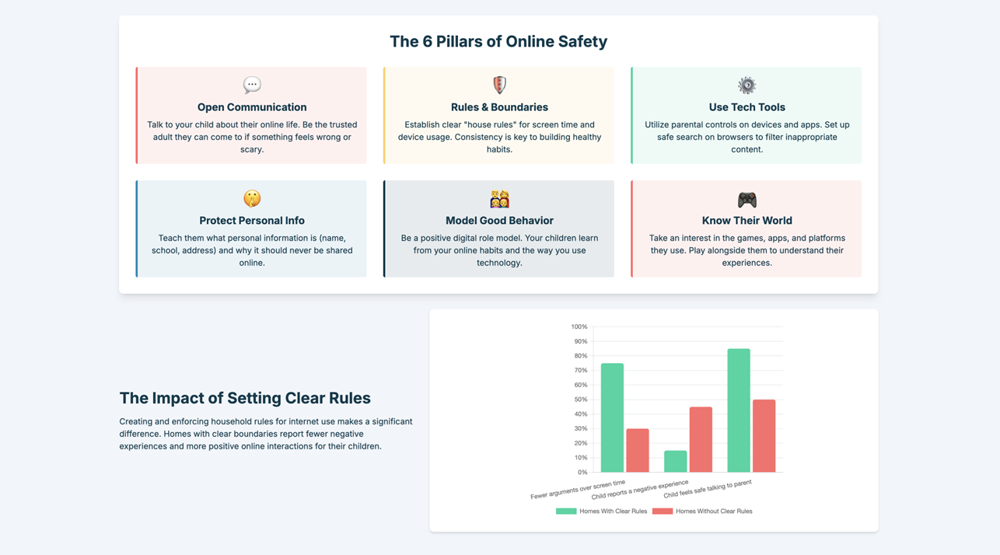 The 6 Pillars of Online Safety
Open Communication
Talk to your child about their online life. Be the trusted
adult they can come to if something feels wrong or
scary.
Rules & Boundaries
Establish clear "house rules" for screen time and
device usage. Consistency is key to building healthy
habits.
Use Tech Tools
Utilize parental controls on devices and apps. Set up
safe search on browsers to filter inappropriate
content.
Protect Personal Info
Teach them what personal information is (name,
school, address) and why it should never be shared
online.
Model Good Behavior
Be a positive digital role model. Your children learn
from your online habits and the way you use
technology.
Know Their World
Take an interest in the games, apps, and platforms
they use. Play alongside them to understand their
experiences.
The Impact of Setting Clear Rules
Creating and enforcing household rules for internet use makes a significant
difference. Homes with clear boundaries report fewer negative
experiences and more positive online interactions for their children.
100%
90%
80%
70%
60%
50%
40%
30%
20%
10%
0%
Fewer arguments over screen time
Child reports a negative experience
Child feels safe talking to parent
Homes With Clear Rules
Homes Without Clear Rules